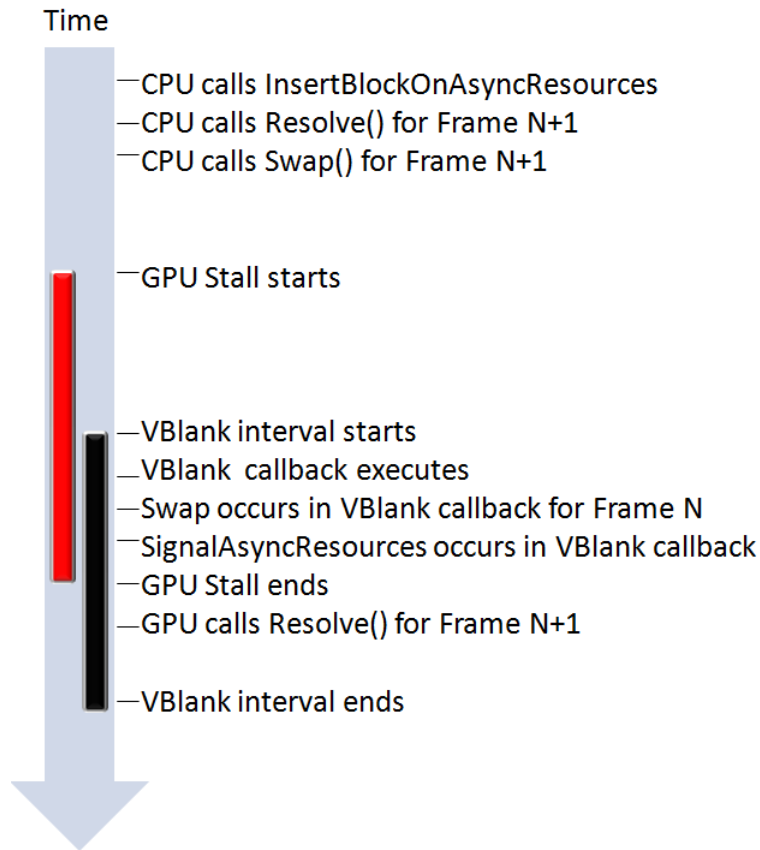 Time
CPU calls InsertBlockOnAsyncResources
CPU calls Resolve() for Frame N+1
CPU calls Swap() for Frame N+1
GPU Stall starts
VBlank interval starts
VBlank callback executes
Swap occurs in VBlank callback for Frame N
SignalAsyncResources occurs in VBlank callback
GPU Stall ends
GPU calls Resolve() for Frame N+1
VBlank interval ends